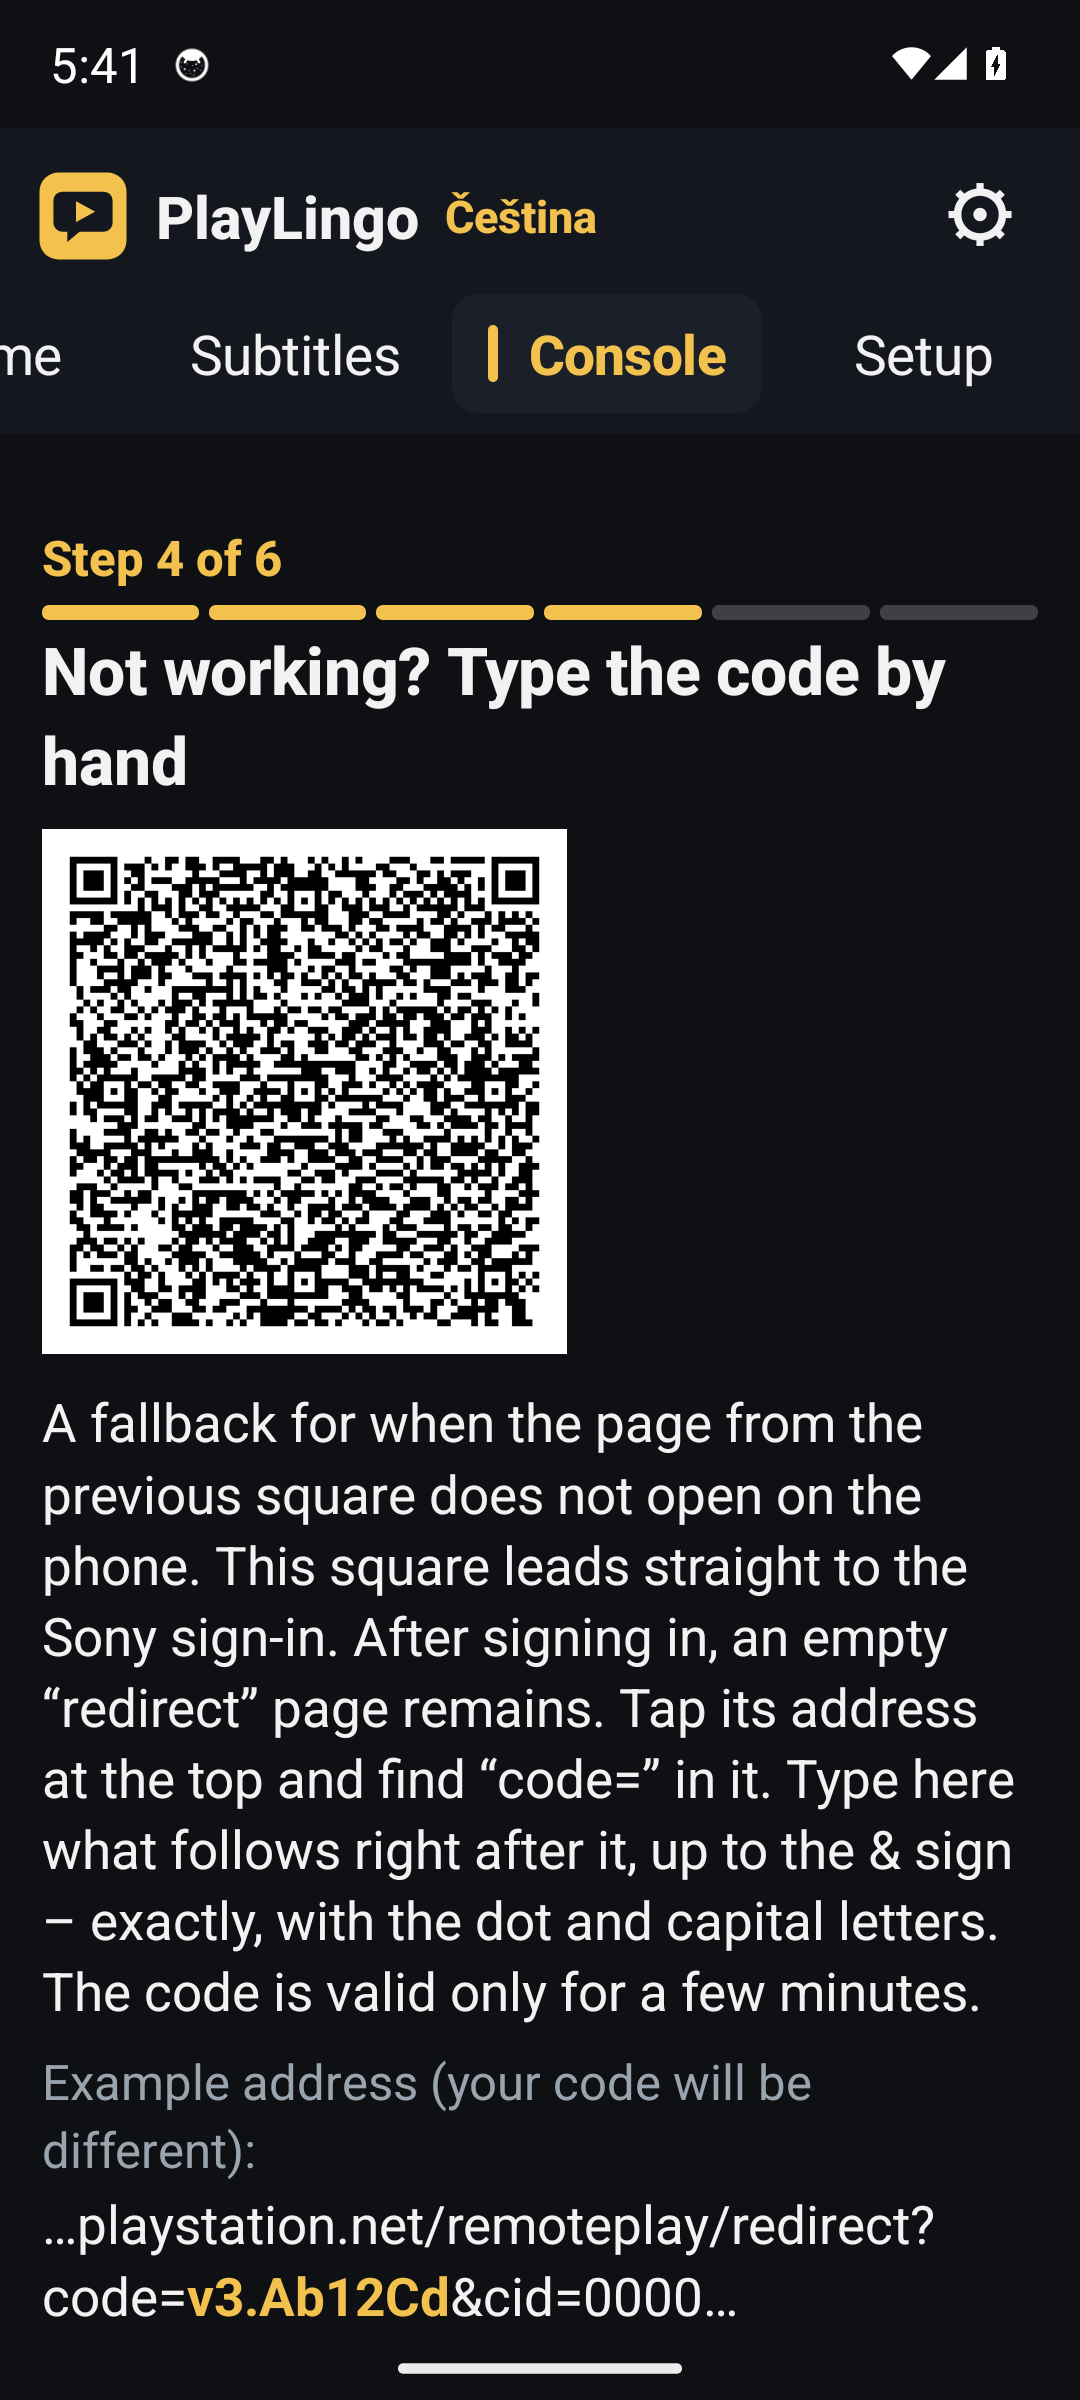 5:41
PlayLingo Čeština
me Subtitles Console Setup
Step 4 of 6
Not working? Type the code by
hand
A fallback for when the page from the
previous square does not open on the
phone. This square leads straight to the
Sony sign-in. After signing in, an empty
“redirect” page remains. Tap its address
at the top and find “code=” in it. Type here
what follows right after it, up to the & sign
– exactly, with the dot and capital letters.
The code is valid only for a few minutes.
Example address (your code will be
different):
…playstation.net/remoteplay/redirect?
code=v3.Ab12Cd&cid=0000…